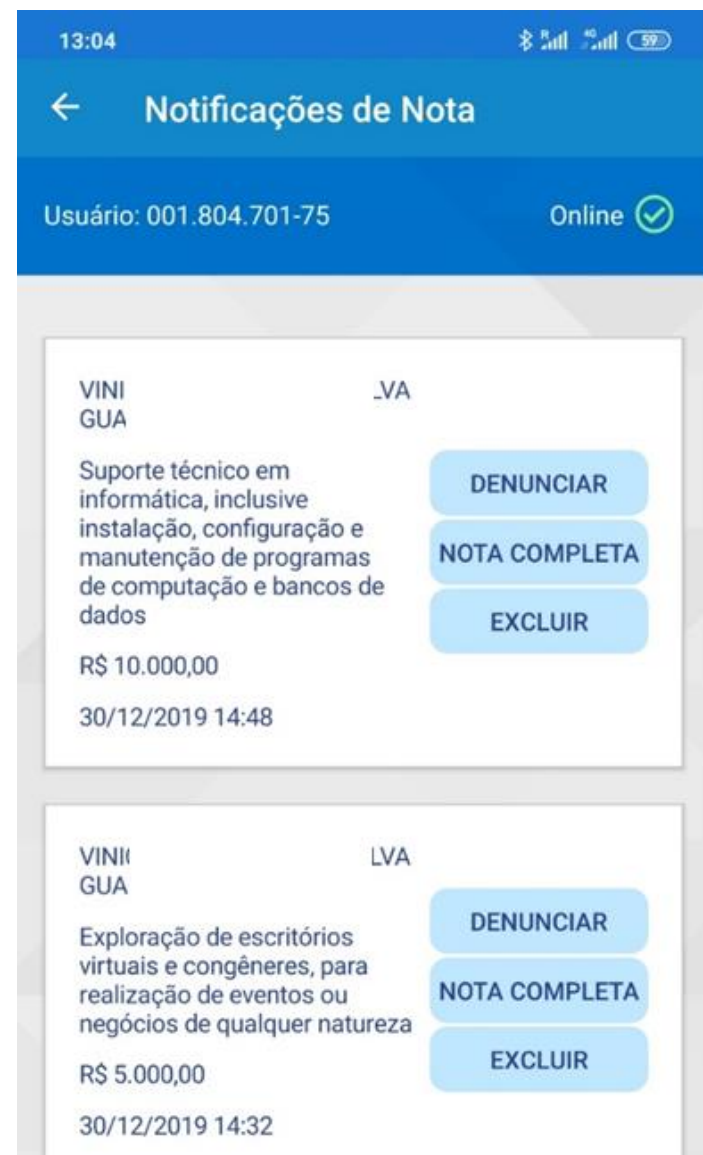 13:04
59
Notificações de Nota
Usuário: 001.804.701-75
Online
VINI
GUA
Suporte técnico em
informática, inclusive
instalação, configuração e
manutenção de programas
de computação e bancos de
dados
R$ 10.000,00
30/12/2019 14:48
DENUNCIAR
NOTA COMPLETA
EXCLUIR
VINI
LVA
GUA
Exploração de escritórios
virtuais e congêneres, para
realização de eventos ou
negócios de qualquer natureza
R$ 5.000,00
30/12/2019 14:32
DENUNCIAR
NOTA COMPLETA
EXCLUIR